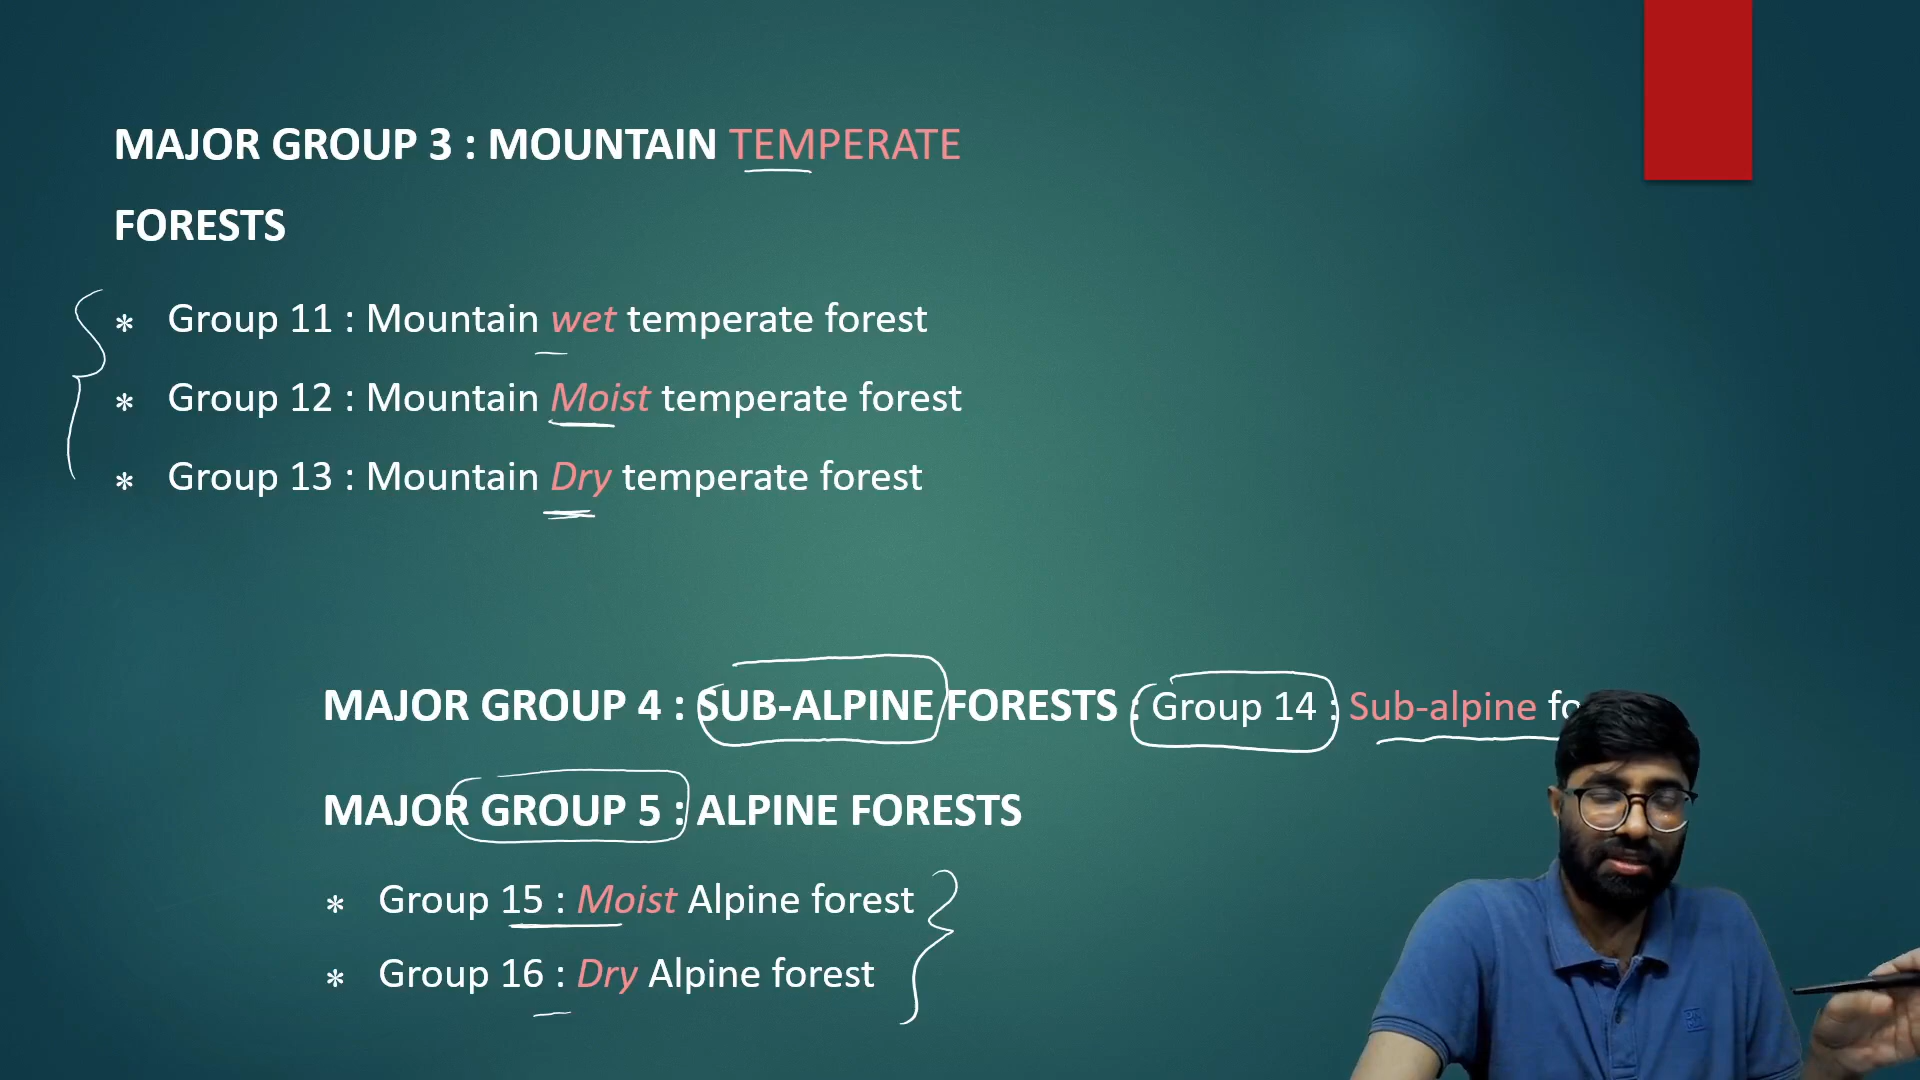 MAJOR GROUP 3 : MOUNTAIN TEMPERATE
FORESTS
* Group 11 : Mountain wet temperate forest
* Group 12 : Mountain Moist temperate forest
* Group 13 : Mountain Dry temperate forest
MAJOR GROUP 4 : SUB-ALPINE FORESTS : Group 14 : Sub-alpine
MAJOR GROUP 5 : ALPINE FORESTS
* Group 15 : Moist Alpine forest
* Group 16 : Dry Alpine forest